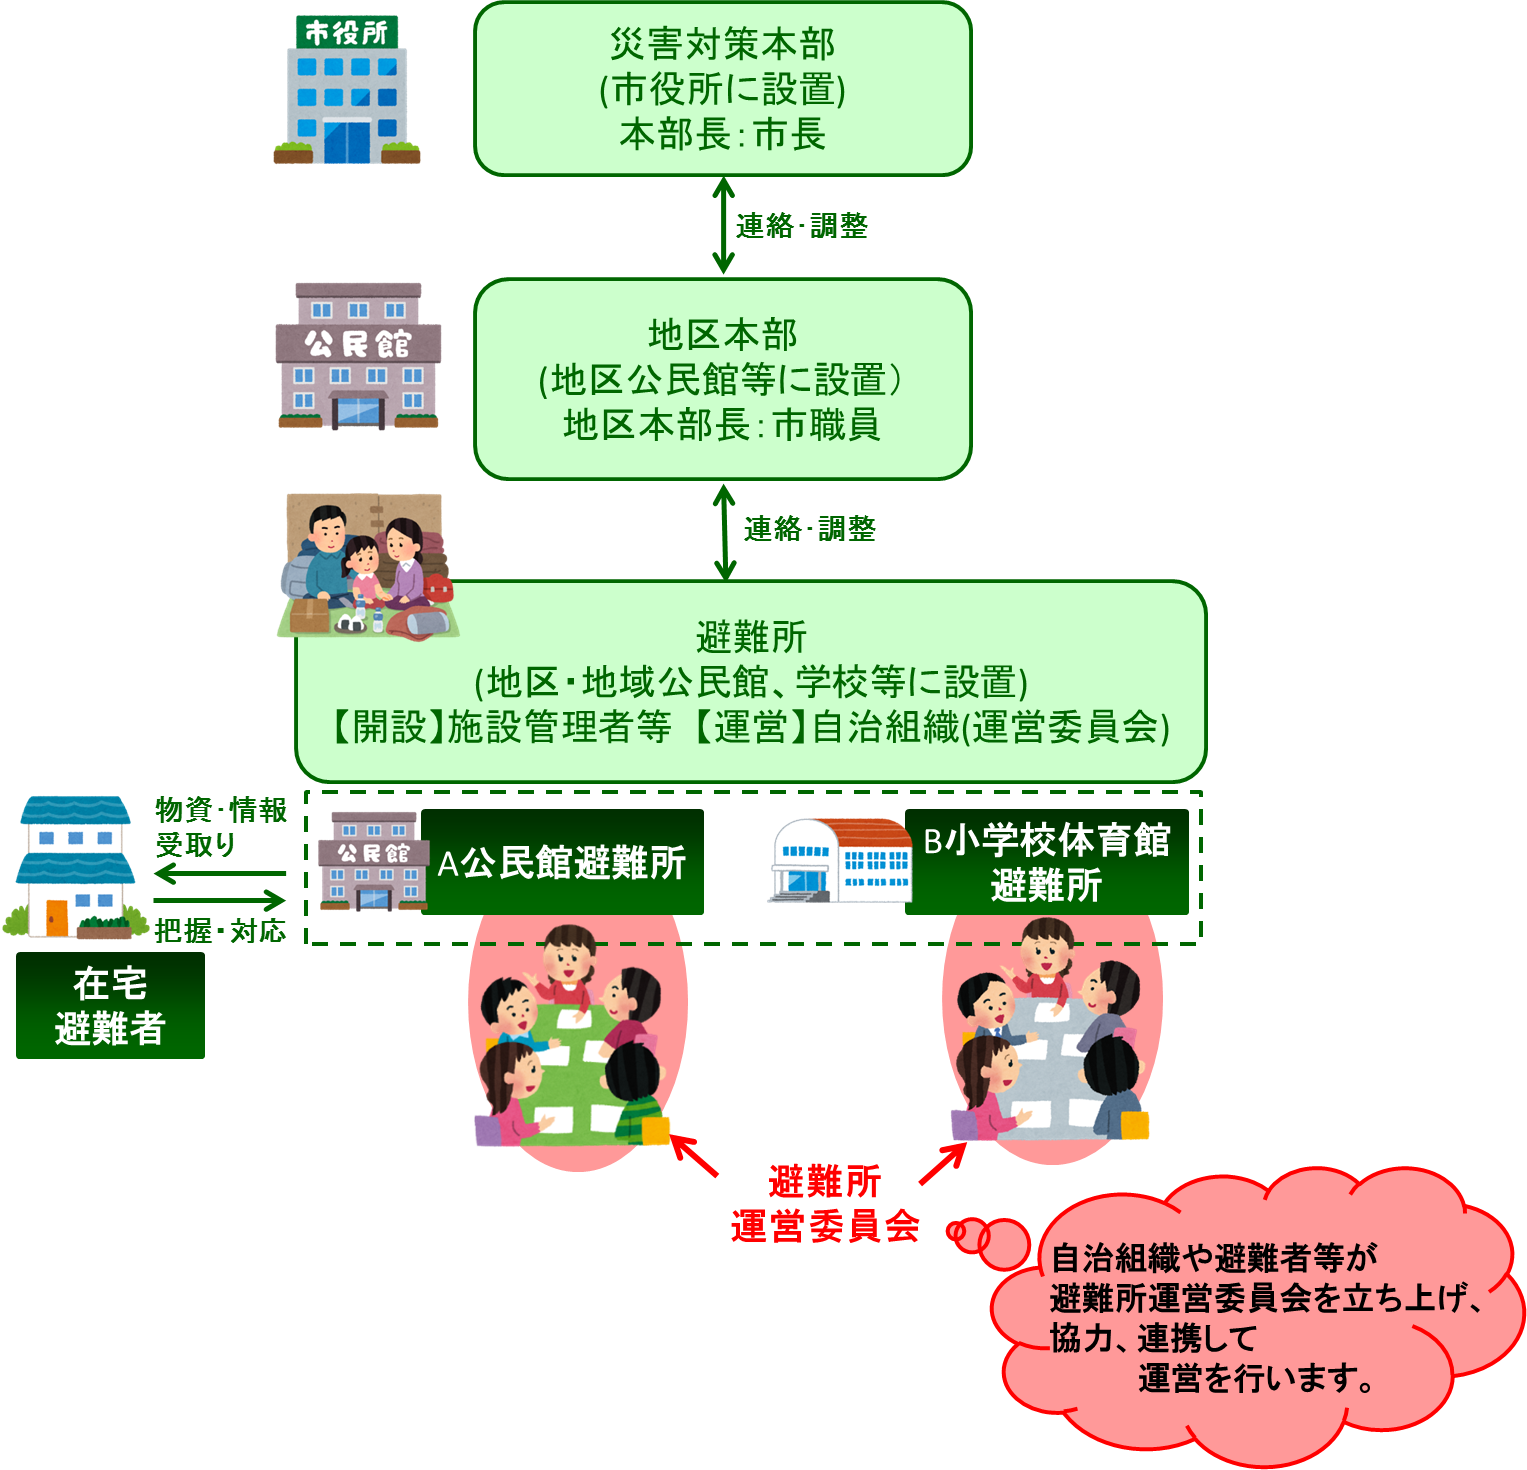 市役所
災害対策本部
(市役所に設置)
本部長：市長
連絡・調整
公民館
地区本部
(地区公民館等に設置）
地区本部長：市職員
連絡・調整
避難所
(地区・地域公民館、学校等に設置)
【開設】施設管理者等　【運営】自治組織(運営委員会)
物資・情報
受取り
把握・対応
在宅
避難者
公民館
A公民館避難所
B小学校体育館
避難所
避難所
運営委員会
自治組織や避難者等が
避難所運営委員会を立ち上げ、
協力、連携して
運営を行います。